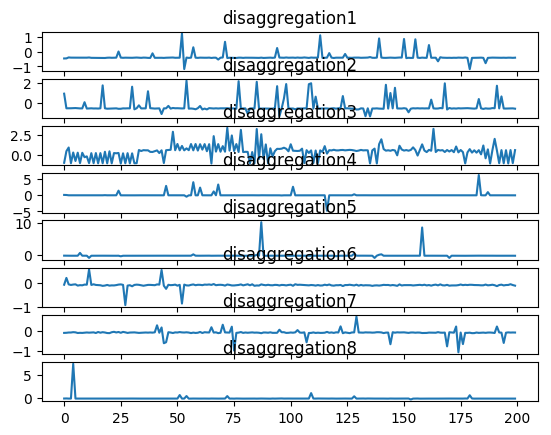 disaggregation1
1
0
−1
disaggregation2
2
0
disaggregation3
2.5
0.0
disaggregation4
5
0
−5
disaggregation5
10
0
disaggregation6
0
−1
disaggregation7
0
−1
disaggregation8
5
0
0 25 50 75 100 125 150 175 200